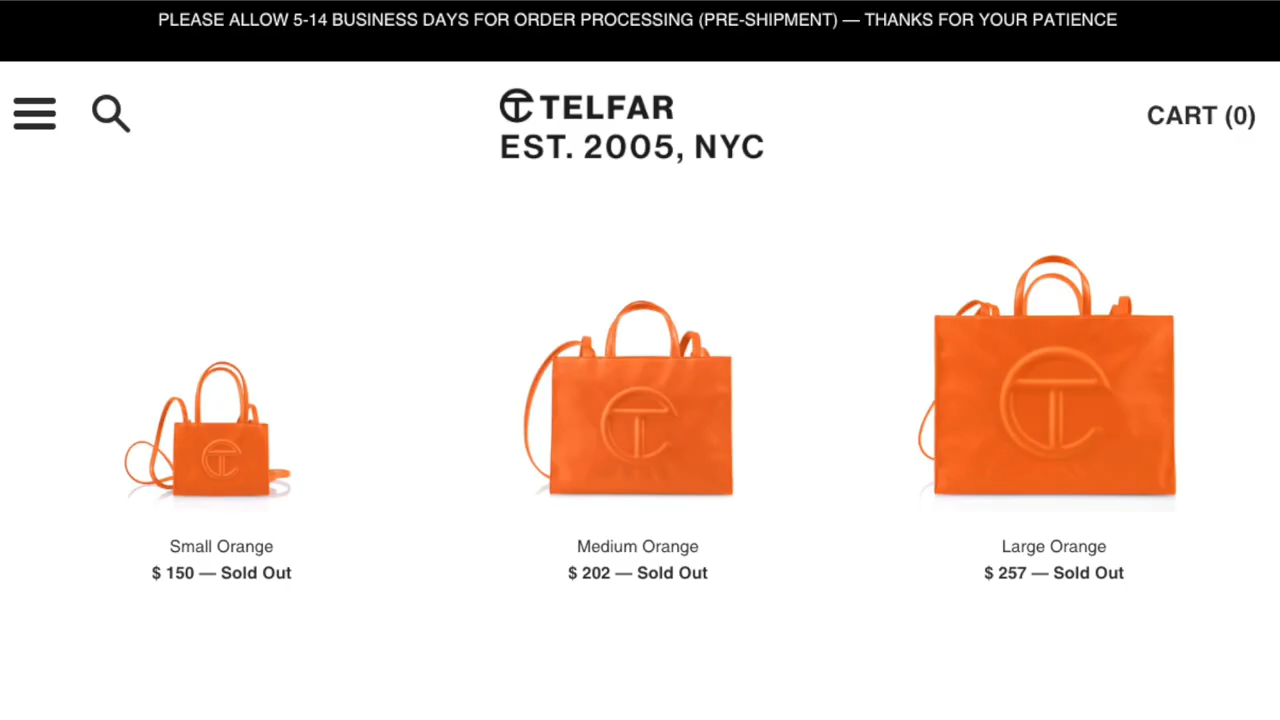 PLEASE ALLOW 5-14 BUSINESS DAYS FOR ORDER PROCESSING (PRE-SHIPMENT) — THANKS FOR YOUR PATIENCE
TELFAR
EST. 2005, NYC
CART (0)
Small Orange
$ 150 — Sold Out
Medium Orange
$ 202 — Sold Out
Large Orange
$ 257 — Sold Out